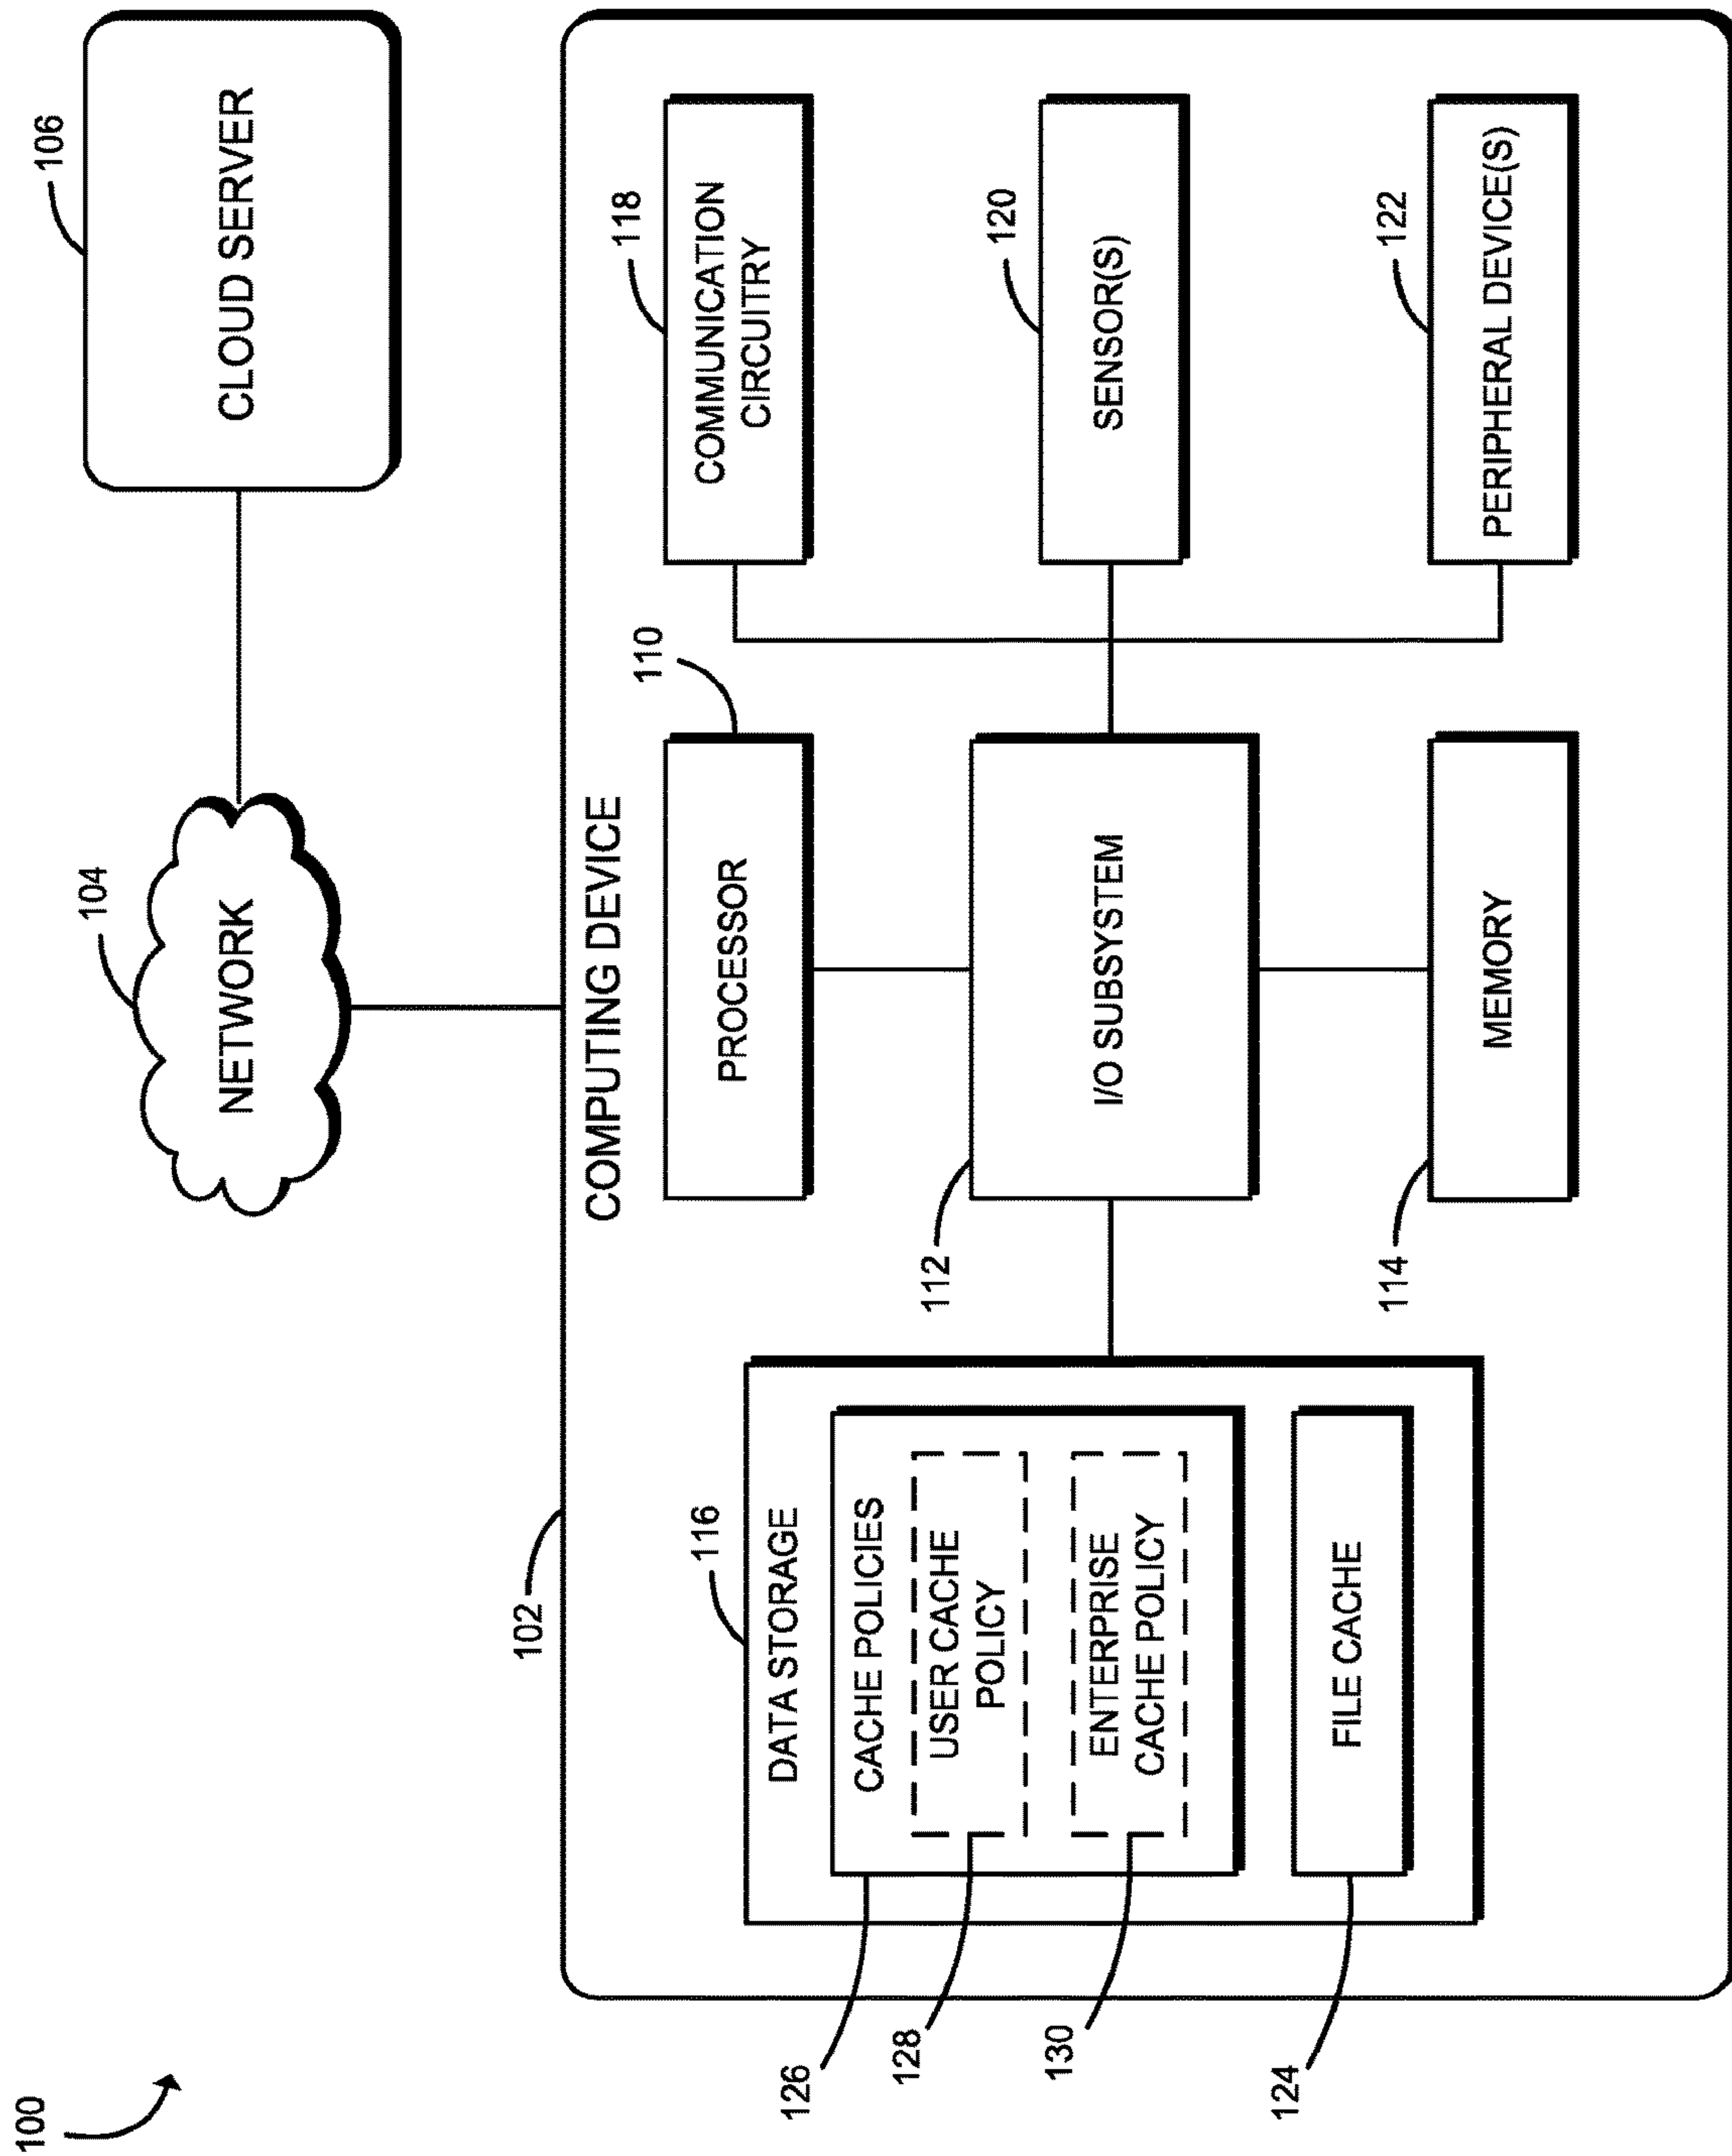 100
106
CLOUD SERVER
104
NETWORK
102
COMPUTING DEVICE
116
DATA STORAGE
CACHE POLICIES
USER CACHE
POLICY
ENTERPRISE
CACHE POLICY
FILE CACHE
126
128
130
124
110
PROCESSOR
112
I/O SUBSYSTEM
114
MEMORY
118
COMMUNICATION
CIRCUITRY
120
SENSOR(S)
122
PERIPHERAL DEVICE(S)